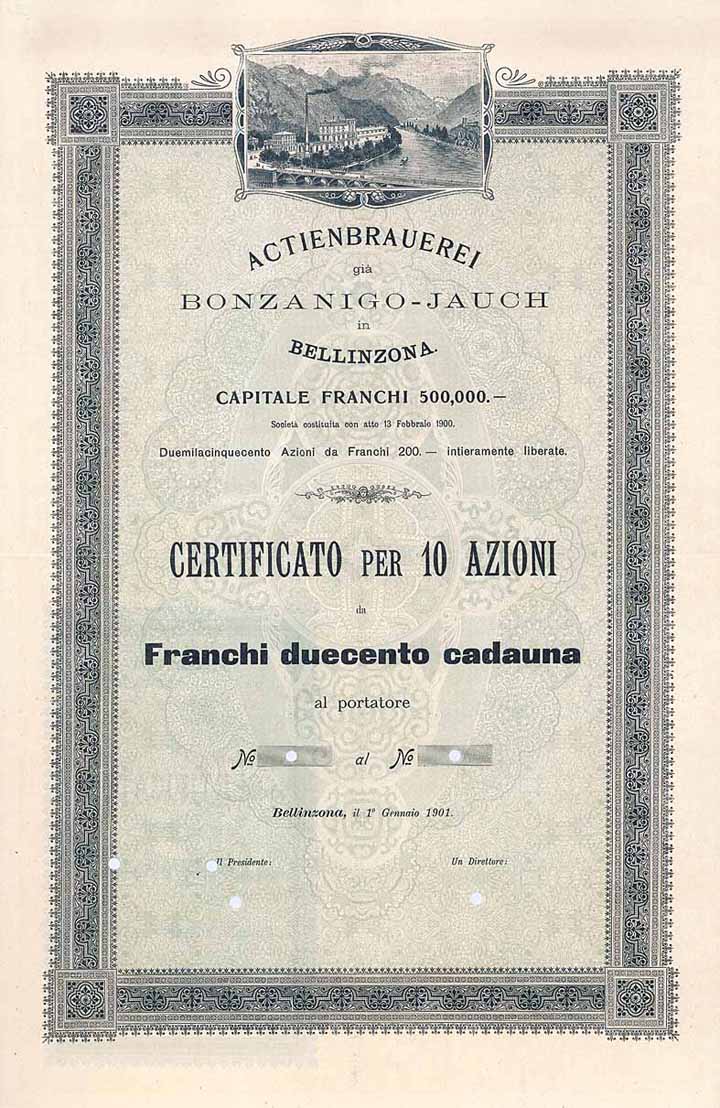 ACTIENBRAUEREI
già
BONZANIGO-JAUCH
in
BELLINZONA.
CAPITALE FRANCHI 500,000.—
Società costituita con atto 13 Febbraio 1900.
Duemilacinquecento Azioni da Franchi 200.— intieramente liberate.
CERTIFICATO PER 10 AZIONI
da
Franchi duecento cadauna
al portatore
No al No
Bellinzona, il 1º Gennaio 1901.
Il Presidente: Un Direttore: